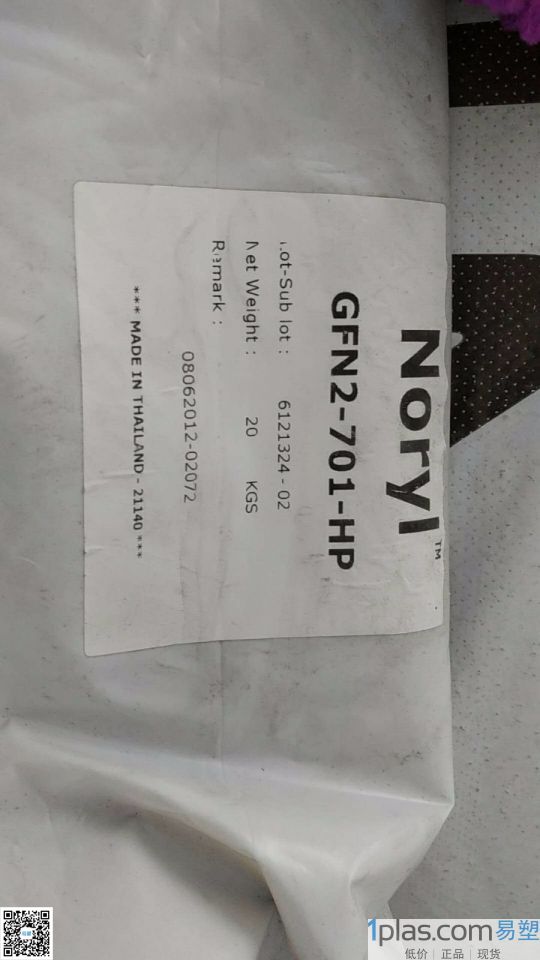 Noryl™
GFN2-701-HP
Lot-Sub lot : 6121324 - 02
Net Weight : 20 KGS
Remark :
08062012-02072
*** MADE IN THAILAND - 21140 ***
1plas.com易塑
低价 | 正品 | 现货